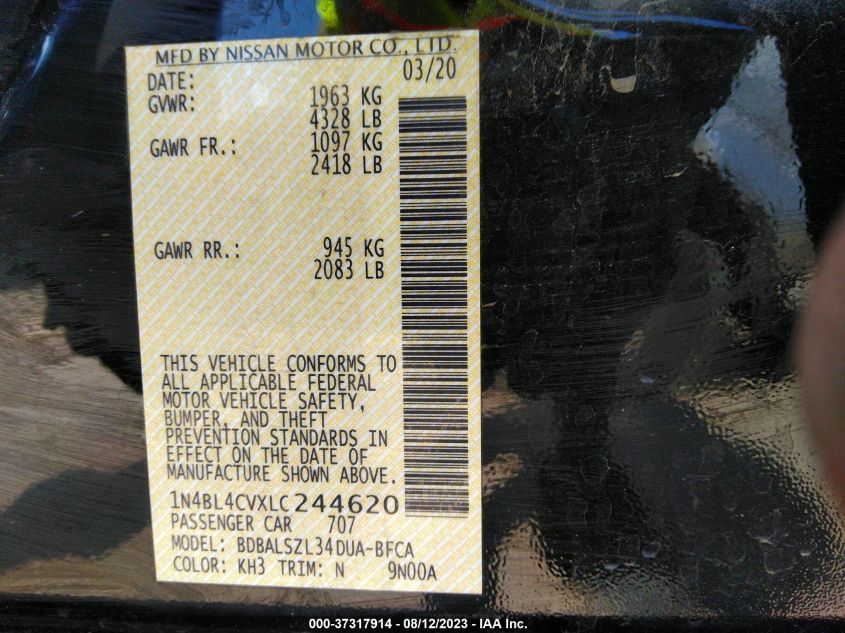 MFD BY NISSAN MOTOR CO., LTD.
DATE: 03/20
GVWR: 1963 KG
4328 LB
GAWR FR.: 1097 KG
2418 LB
GAWR RR.: 945 KG
2083 LB
THIS VEHICLE CONFORMS TO
ALL APPLICABLE FEDERAL
MOTOR VEHICLE SAFETY,
BUMPER, AND THEFT
PREVENTION STANDARDS IN
EFFECT ON THE DATE OF
MANUFACTURE SHOWN ABOVE.
1N4BL4CVXLC244620
PASSENGER CAR 707
MODEL: BDBALSZL34DUA-BFCA
COLOR: KH3 TRIM: N 9N00A
000-37317914 - 08/12/2023 - IAA Inc.